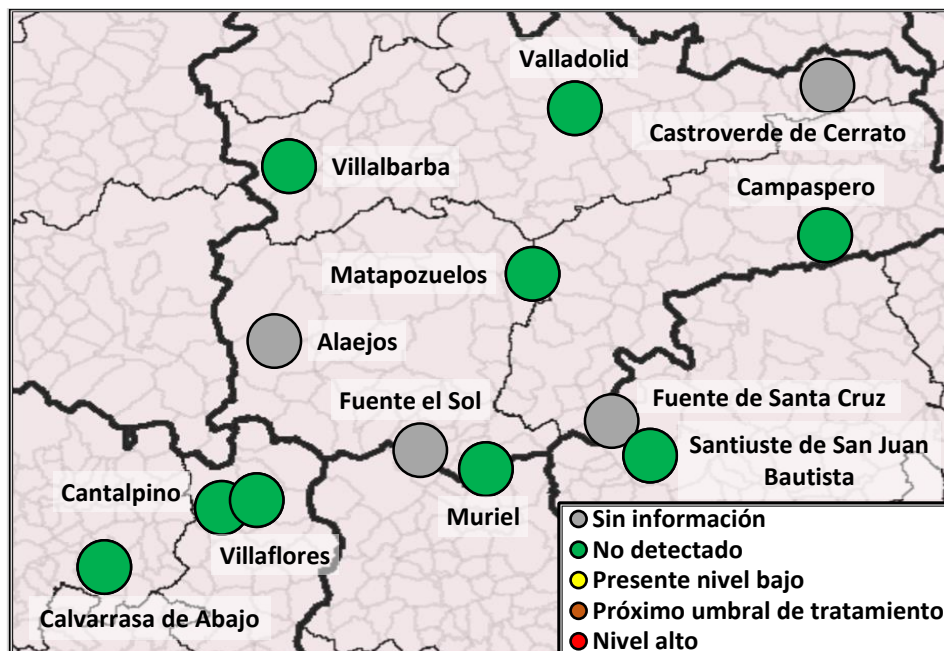 Valladolid
Castroverde de Cerrato
Villalbarba
Campaspero
Matapozuelos
Alaejos
Fuente el Sol
Fuente de Santa Cruz
Santiuste de San Juan
Bautista
Cantalpino
Muriel
Villaflores
Calvarrasa de Abajo
Sin información
No detectado
Presente nivel bajo
Próximo umbral de tratamiento
Nivel alto